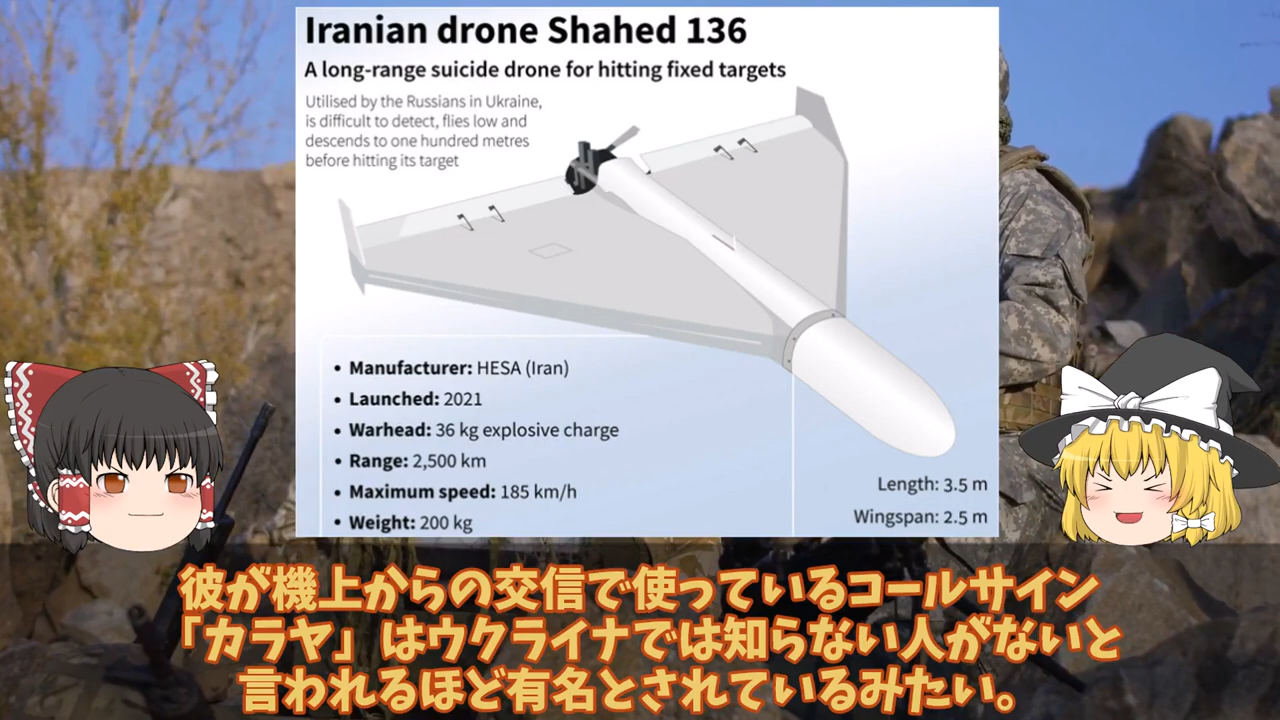 Iranian drone Shahed 136
A long-range suicide drone for hitting fixed targets
Utilised by the Russians in Ukraine,
is difficult to detect, flies low and
descends to one hundred metres
before hitting its target
• Manufacturer: HESA (Iran)
• Launched: 2021
• Warhead: 36 kg explosive charge
• Range: 2,500 km
• Maximum speed: 185 km/h
• Weight: 200 kg
Length: 3.5 m
Wingspan: 2.5 m
彼が機上からの交信で使っているコールサイン
「カラヤ」はウクライナでは知らない人がないと
言われるほど有名とされているみたい。